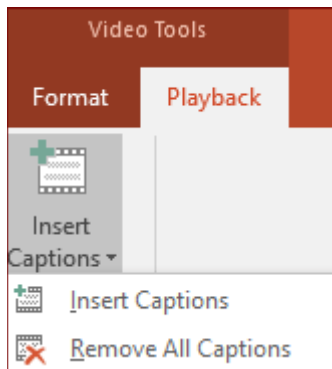 Video Tools
Format Playback
Insert
Captions
Insert Captions
Remove All Captions